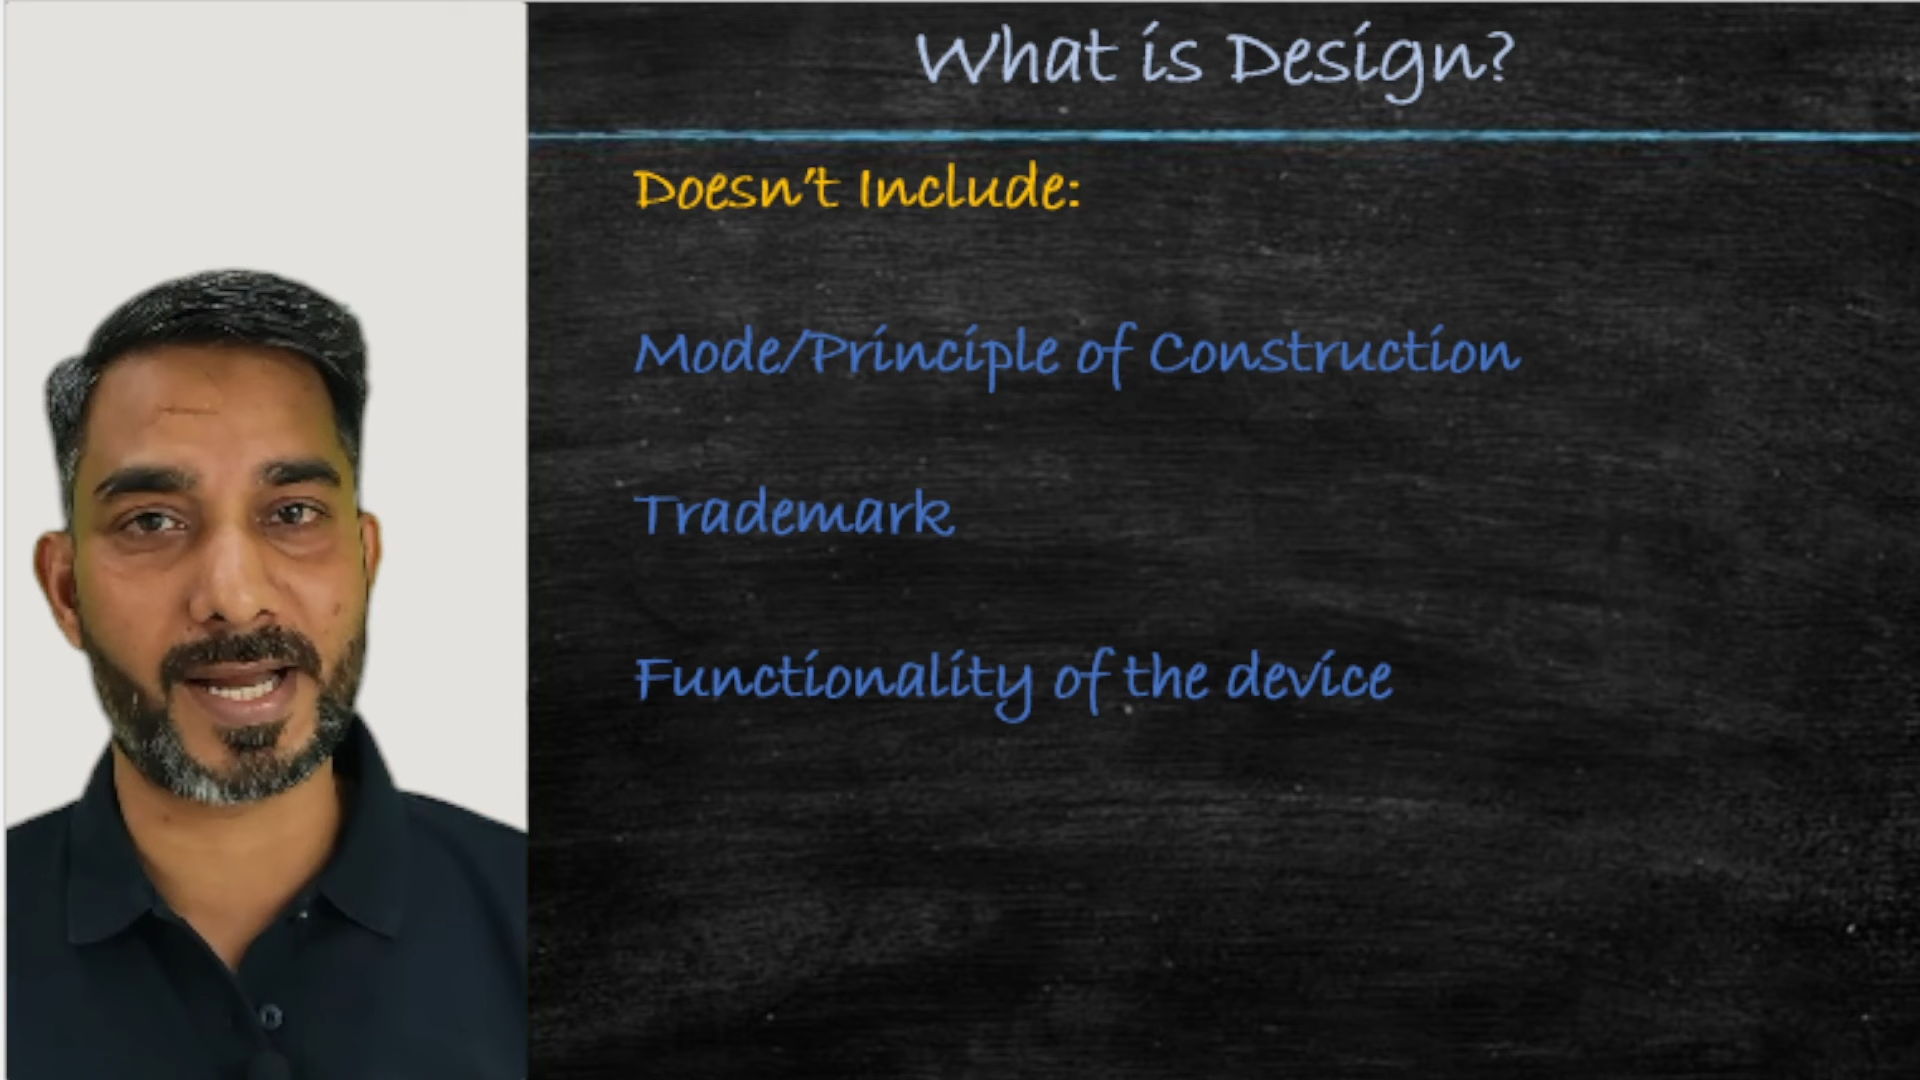 What is Design?
Doesn't Include:
Mode/Principle of Construction
Trademark
Functionality of the device